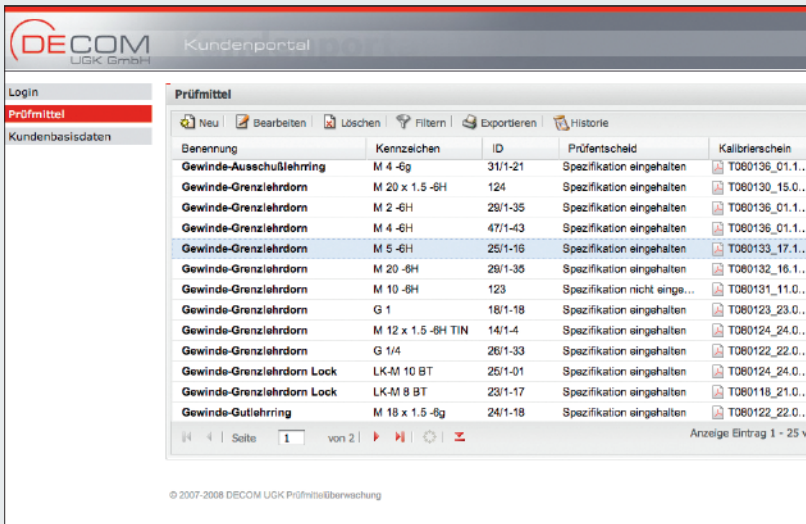 DECOM
UGK GmbH
Kundenportal
Login
Prüfmittel
Kundenbasisdaten
Prüfmittel
Neu Bearbeiten Löschen Filtern Exportieren Historie
Benennung Kennzeichen ID Prüfentscheid Kalibrierschein
Gewinde-Ausschußlehrring M 4 -6g 31/1-21 Spezifikation eingehalten T080136_01.1...
Gewinde-Grenzlehrdorn M 20 x 1.5 -6H 124 Spezifikation eingehalten T080130_15.0...
Gewinde-Grenzlehrdorn M 2 -6H 29/1-35 Spezifikation eingehalten T080136_01.1...
Gewinde-Grenzlehrdorn M 4 -6H 47/1-43 Spezifikation eingehalten T080136_01.1...
Gewinde-Grenzlehrdorn M 5 -6H 25/1-16 Spezifikation eingehalten T080133_17.1...
Gewinde-Grenzlehrdorn M 20 -6H 29/1-35 Spezifikation eingehalten T080132_16.1...
Gewinde-Grenzlehrdorn M 10 -6H 123 Spezifikation nicht einge... T080131_11.0...
Gewinde-Grenzlehrdorn G 1 18/1-18 Spezifikation eingehalten T080123_23.0...
Gewinde-Grenzlehrdorn M 12 x 1.5 -6H TIN 14/1-4 Spezifikation eingehalten T080124_24.0...
Gewinde-Grenzlehrdorn G 1/4 26/1-33 Spezifikation eingehalten T080122_22.0...
Gewinde-Grenzlehrdorn Lock LK-M 10 BT 25/1-01 Spezifikation eingehalten T080124_24.0...
Gewinde-Grenzlehrdorn Lock LK-M 8 BT 23/1-17 Spezifikation eingehalten T080118_21.0...
Gewinde-Gutlehrring M 18 x 1.5 -6g 24/1-18 Spezifikation eingehalten T080122_22.0...
Seite 1 von 2 Anzeige Eintrag 1 - 25 v
© 2007-2008 DECOM UGK Prüfmittelüberwachung